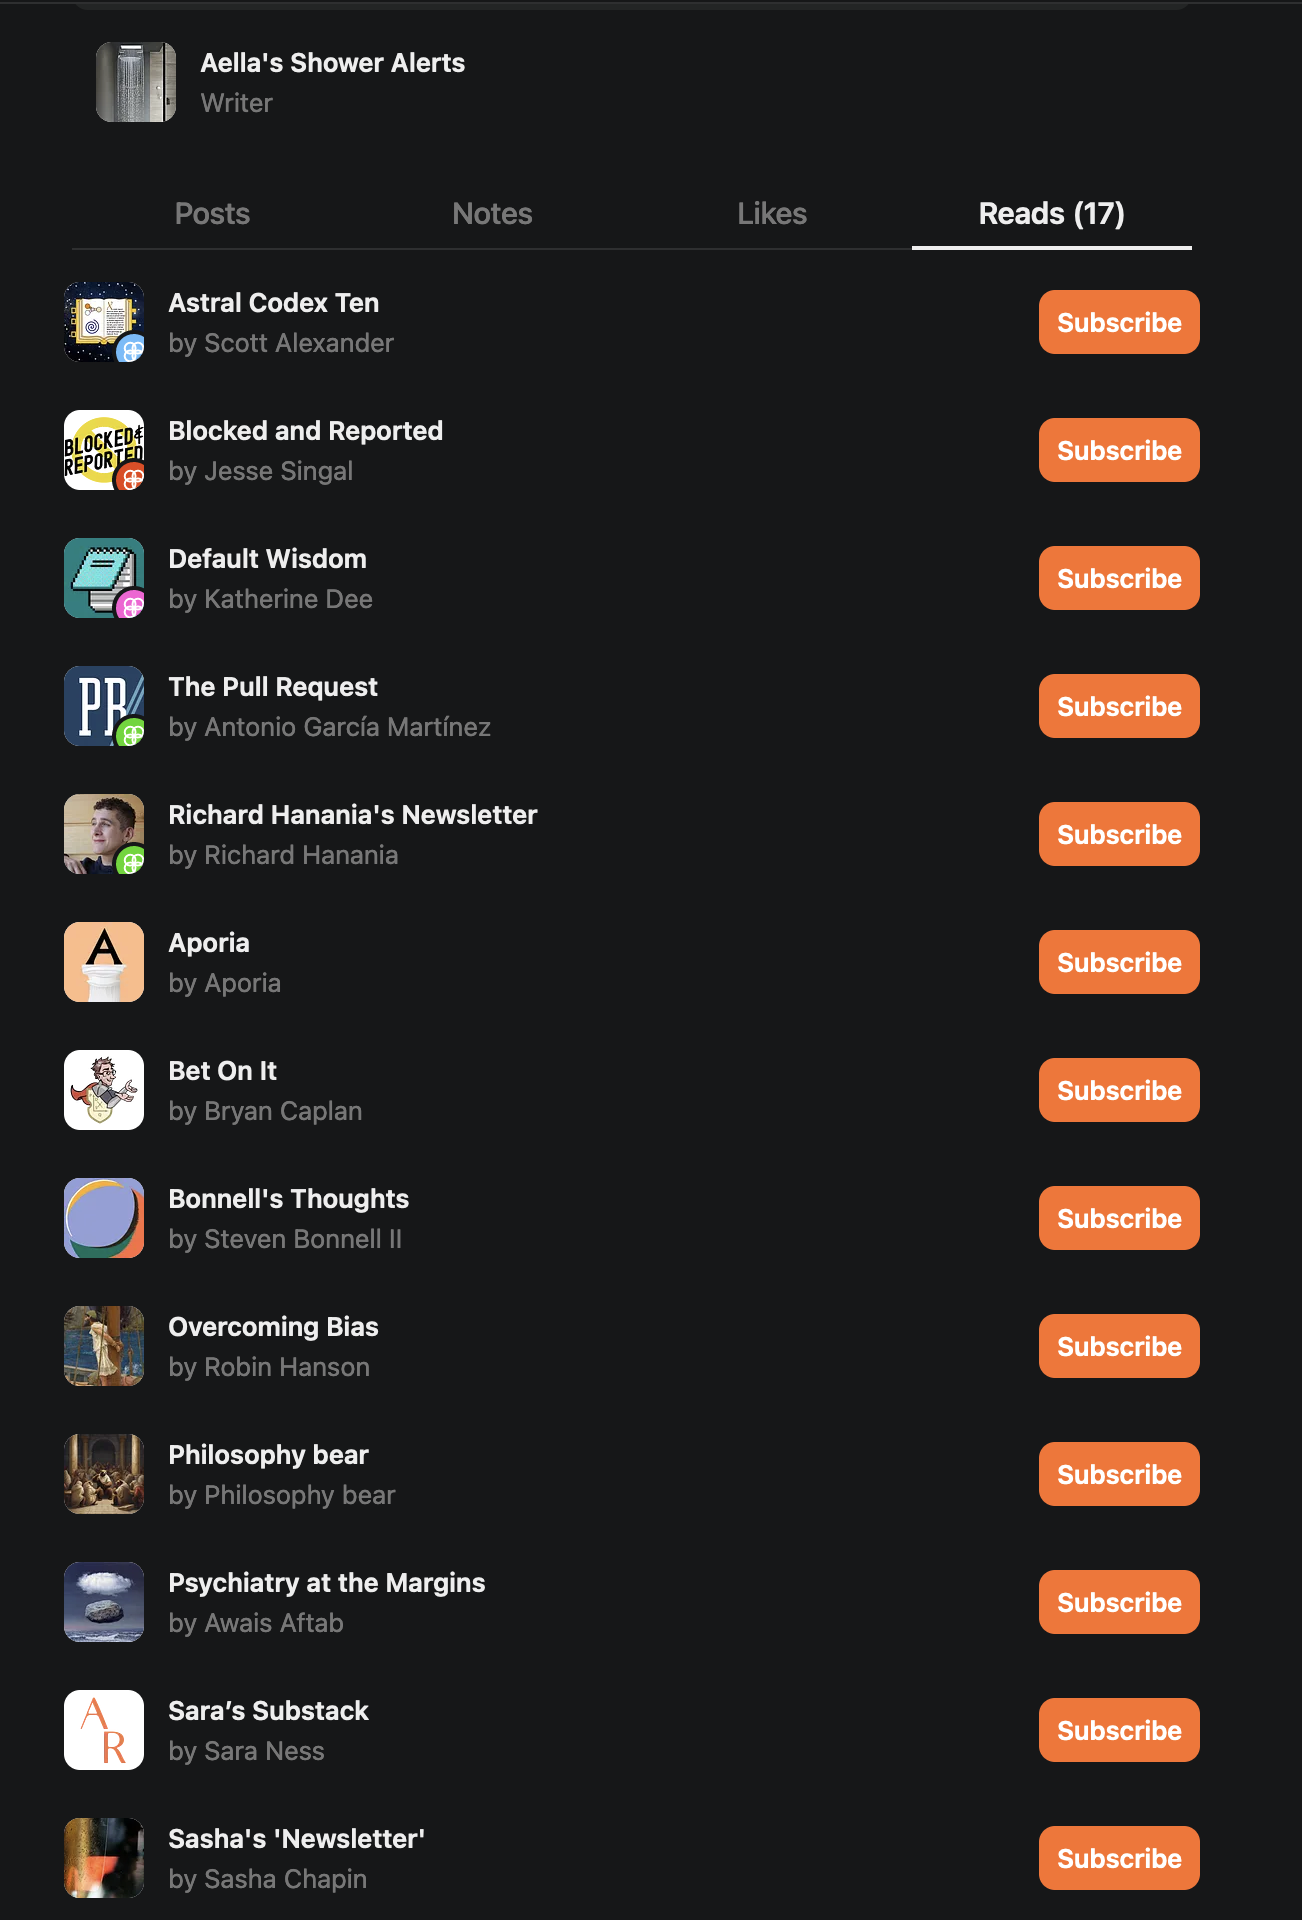 Aella's Shower Alerts
Writer
Posts Notes Likes Reads (17)
Astral Codex Ten
by Scott Alexander
Subscribe
BLOCKED &
REPORTED
Blocked and Reported
by Jesse Singal
Subscribe
Default Wisdom
by Katherine Dee
Subscribe
PR
The Pull Request
by Antonio García Martínez
Subscribe
Richard Hanania's Newsletter
by Richard Hanania
Subscribe
A
Aporia
by Aporia
Subscribe
Bet On It
by Bryan Caplan
Subscribe
Bonnell's Thoughts
by Steven Bonnell II
Subscribe
Overcoming Bias
by Robin Hanson
Subscribe
Philosophy bear
by Philosophy bear
Subscribe
Psychiatry at the Margins
by Awais Aftab
Subscribe
A
R
Sara’s Substack
by Sara Ness
Subscribe
Sasha's 'Newsletter'
by Sasha Chapin
Subscribe